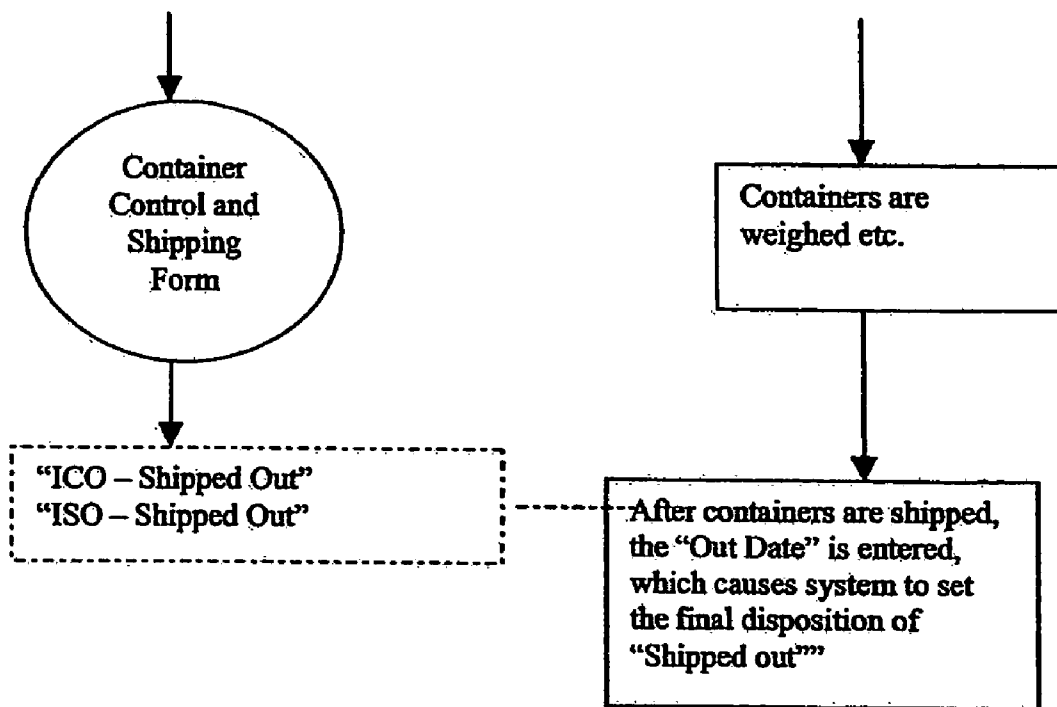 Container
Control and
Shipping
Form
Containers are
weighed etc.
“ICO – Shipped Out”
“ISO – Shipped Out”
After containers are shipped,
the “Out Date” is entered,
which causes system to set
the final disposition of
“Shipped out””